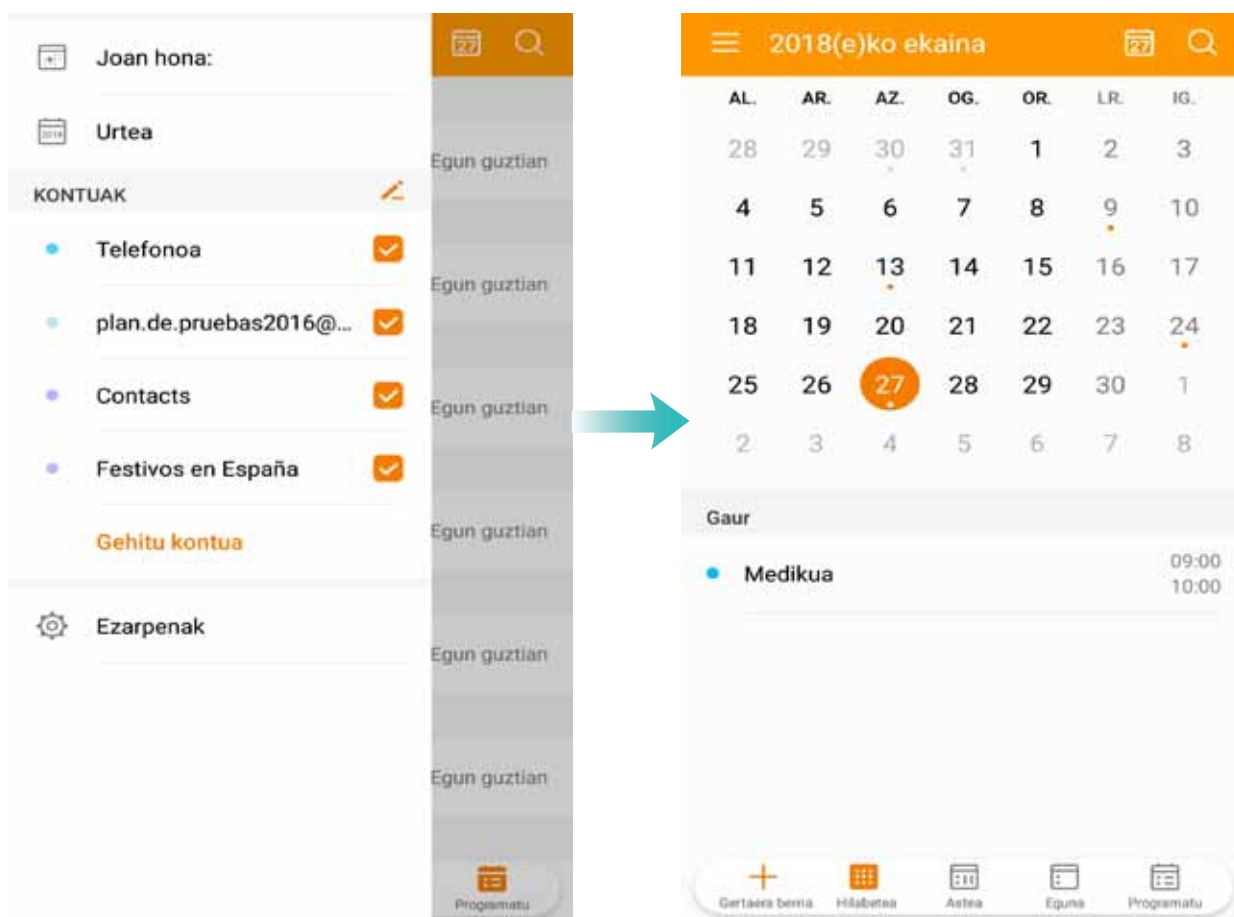 Joan hona:
2018
Urtea
KONTUAK
Telefonoa
plan.de.pruebas2016@...
Contacts
Festivos en España
Gehitu kontua
Ezarpenak
27
Egun guztian
Egun guztian
Egun guztian
Egun guztian
Egun guztian
Egun guztian
Programatu
2018(e)ko ekaina
27
AL. AR. AZ. OG. OR. LR. IG.
28 29 30 31 1 2 3
4 5 6 7 8 9 10
11 12 13 14 15 16 17
18 19 20 21 22 23 24
25 26 27 28 29 30 1
2 3 4 5 6 7 8
Gaur
Medikua
09:00
10:00
Gertaera berria Hilabetea Astea Eguna Programatu